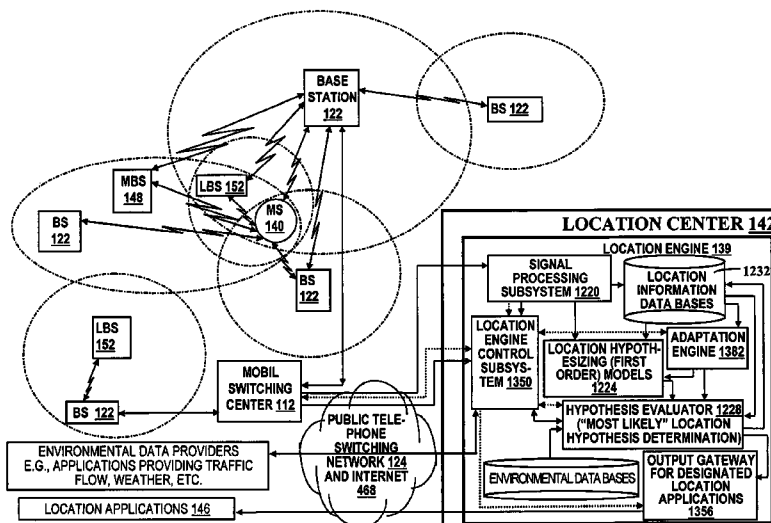 BASE
STATION
122
BS 122
MBS
148
LBS 152
MS
140
BS
122
BS
122
LBS
152
BS 122
MOBIL
SWITCHING
CENTER 112
PUBLIC TELE-
PHONE
SWITCHING
NETWORK 124
AND INTERNET
468
ENVIRONMENTAL DATA PROVIDERS
E.G., APPLICATIONS PROVIDING TRAFFIC
FLOW, WEATHER, ETC.
LOCATION APPLICATIONS 146
LOCATION CENTER 142
LOCATION ENGINE 139
1232
SIGNAL
PROCESSING
SUBSYSTEM 1220
LOCATION
INFORMATION
DATA BASES
LOCATION
ENGINE
CONTROL
SUBSYS-
TEM 1350
LOCATION HYPOTH-
ESIZING (FIRST
ORDER) MODELS
1224
ADAPTATION
ENGINE 1382
HYPOTHESIS EVALUATOR 1228
("MOST LIKELY" LOCATION
HYPOTHESIS DETERMINATION)
ENVIRONMENTAL DATA BASES
OUTPUT GATEWAY
FOR DESIGNATED
LOCATION
APPLICATIONS
1356